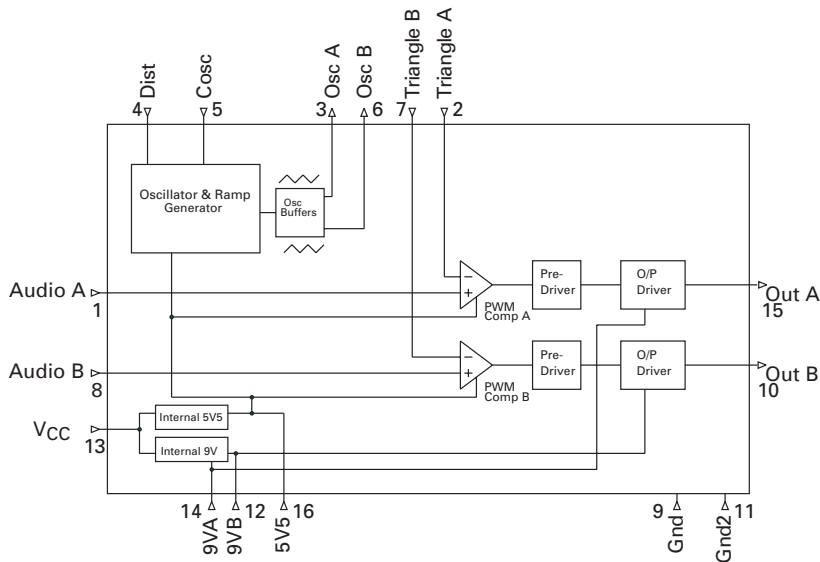 Dist
Cosc
Osc A
Osc B
Triangle B
Triangle A
4
5
3
6
7
2
Oscillator & Ramp
Generator
Osc
Buffers
Audio A
1
PWM
Comp A
Pre-
Driver
O/P
Driver
Out A
15
Audio B
8
PWM
Comp B
Pre-
Driver
O/P
Driver
Out B
10
VCC
13
Internal 5V5
Internal 9V
14
12
16
9
11
9VA
9VB
5V5
Gnd
Gnd2